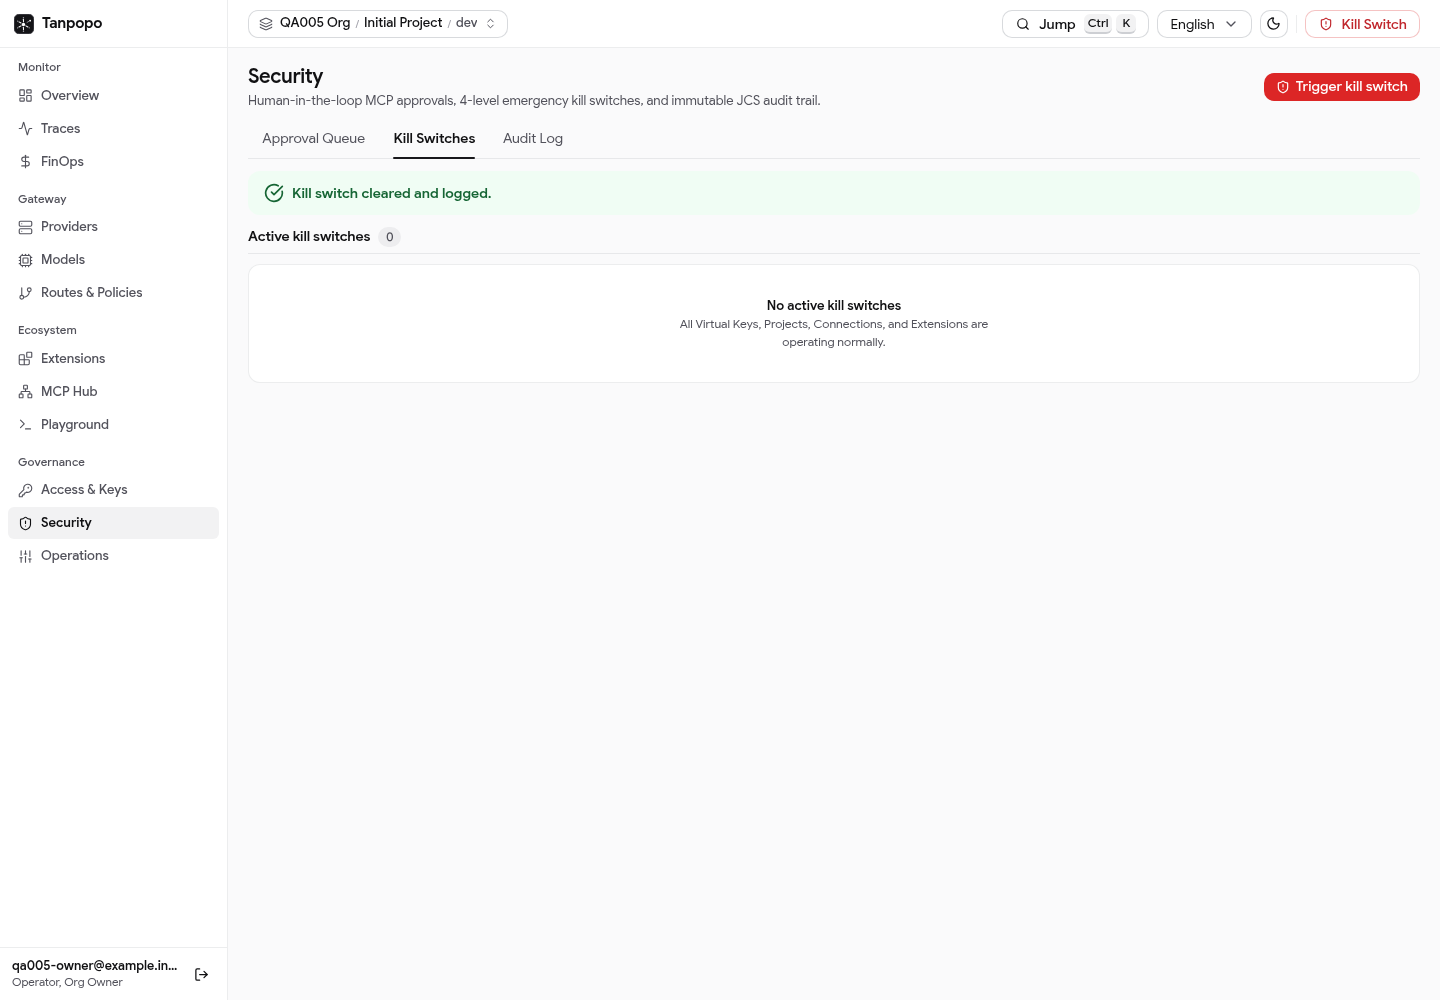 Tanpopo
Monitor
Overview
Traces
FinOps
Gateway
Providers
Models
Routes & Policies
Ecosystem
Extensions
MCP Hub
Playground
Governance
Access & Keys
Security
Operations
qa005-owner@example.in...
Operator, Org Owner
QA005 Org / Initial Project / dev
Jump Ctrl K
English
Kill Switch
Security
Human-in-the-loop MCP approvals, 4-level emergency kill switches, and immutable JCS audit trail.
Trigger kill switch
Approval Queue
Kill Switches
Audit Log
Kill switch cleared and logged.
Active kill switches 0
No active kill switches
All Virtual Keys, Projects, Connections, and Extensions are
operating normally.